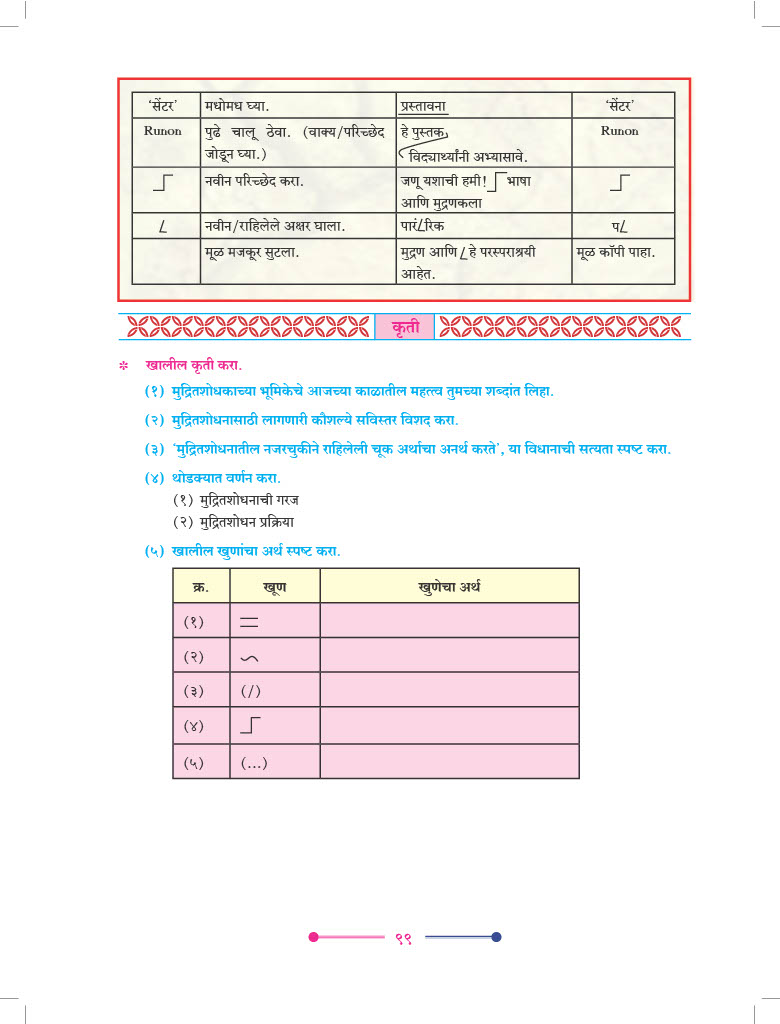 ‘सेंटर’ मधोमध घ्या. प्रस्तावना ‘सेंटर’
Runon पुढे चालू ठेवा. (वाक्य/परिच्छेद हे पुस्तक, Runon
जोडून घ्या.) विद्यार्थ्यांनी अभ्यासावे.
नवीन परिच्छेद करा. जणू यशाची हमी! भाषा
आणि मुद्रणकला
नवीन/राहिलेले अक्षर घाला. पारंरिक प
मूळ मजकूर सुटला. मुद्रण आणि हे परस्पराश्रयी मूळ कॉपी पाहा.
आहेत.
कृती
* खालील कृती करा.
(१) मुद्रितशोधकाच्या भूमिकेचे आजच्या काळातील महत्त्व तुमच्या शब्दांत लिहा.
(२) मुद्रितशोधनासाठी लागणारी कौशल्ये सविस्तर विशद करा.
(३) ‘मुद्रितशोधनातील नजरचुकीने राहिलेली चूक अर्थाचा अनर्थ करते’, या विधानाची सत्यता स्पष्ट करा.
(४) थोडक्यात वर्णन करा.
(१) मुद्रितशोधनाची गरज
(२) मुद्रितशोधन प्रक्रिया
(५) खालील खुणांचा अर्थ स्पष्ट करा.
क्र. खूण खुणेचा अर्थ
(१) =
(२)
(३) (/)
(४)
(५) (...)
९९